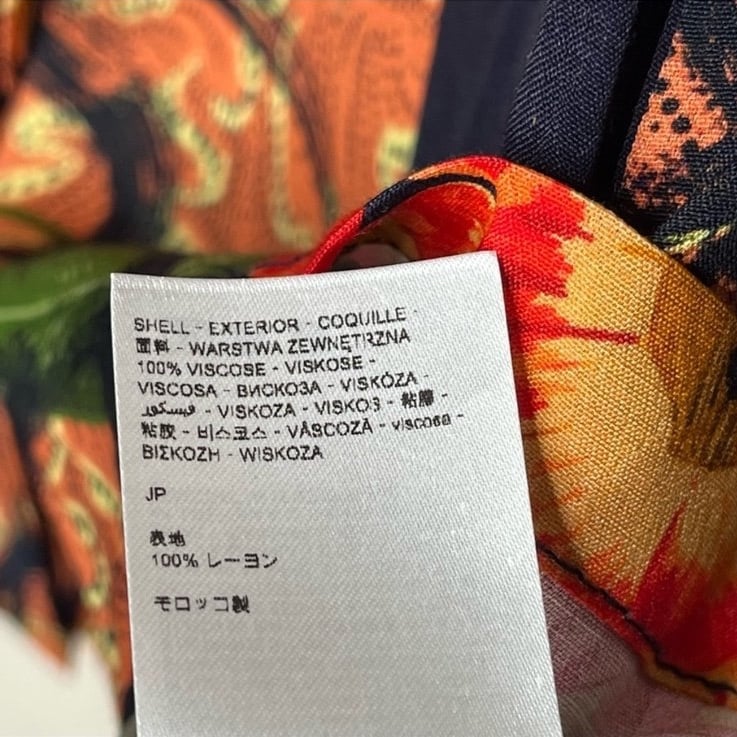 SHELL - EXTERIOR - COQUILLE -
面料 - WARSTWA ZEWNĘTRZNA
100% VISCOSE - VISKOSE -
VISCOSA - ВИСКОЗА - VISKÓZA -
فيسكوز - VISKOZA - VISKOS - 粘膠 -
粘胶 - 비스코스 - VÂSCOZĂ - viscose -
ΒΙΣΚΟΖΗ - WISKOZA
JP
表地
100% レーヨン
モロッコ製